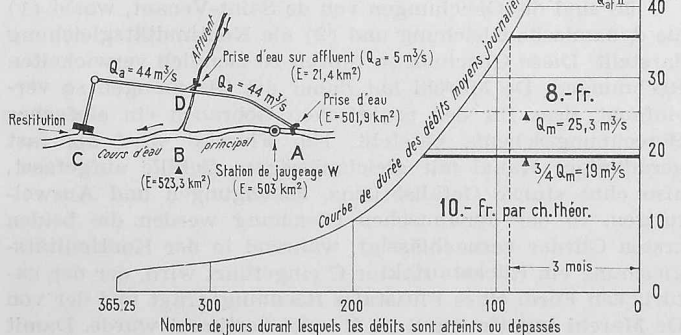 Affluent
Prise d'eau sur affluent (Qa = 5 m³/s)
(E = 21,4 km²)
Qa = 44 m³/s
Qa = 44 m³/s
Prise d'eau
(E = 501,9 km²)
D
Restitution
C
Cours d'eau
principal
B
(E = 523,3 km²)
A
Station de jaugeage W
(E = 503 km²)
Courbe de durée des débits moyens journaliers
8.-fr.
Qm = 25,3 m³/s
3/4 Qm = 19 m³/s
10.- fr. par ch. théor.
3 mois
40
30
20
10
0
365.25 300 200 100 0
Nombre de jours durant lesquels les débits sont atteints ou dépassés